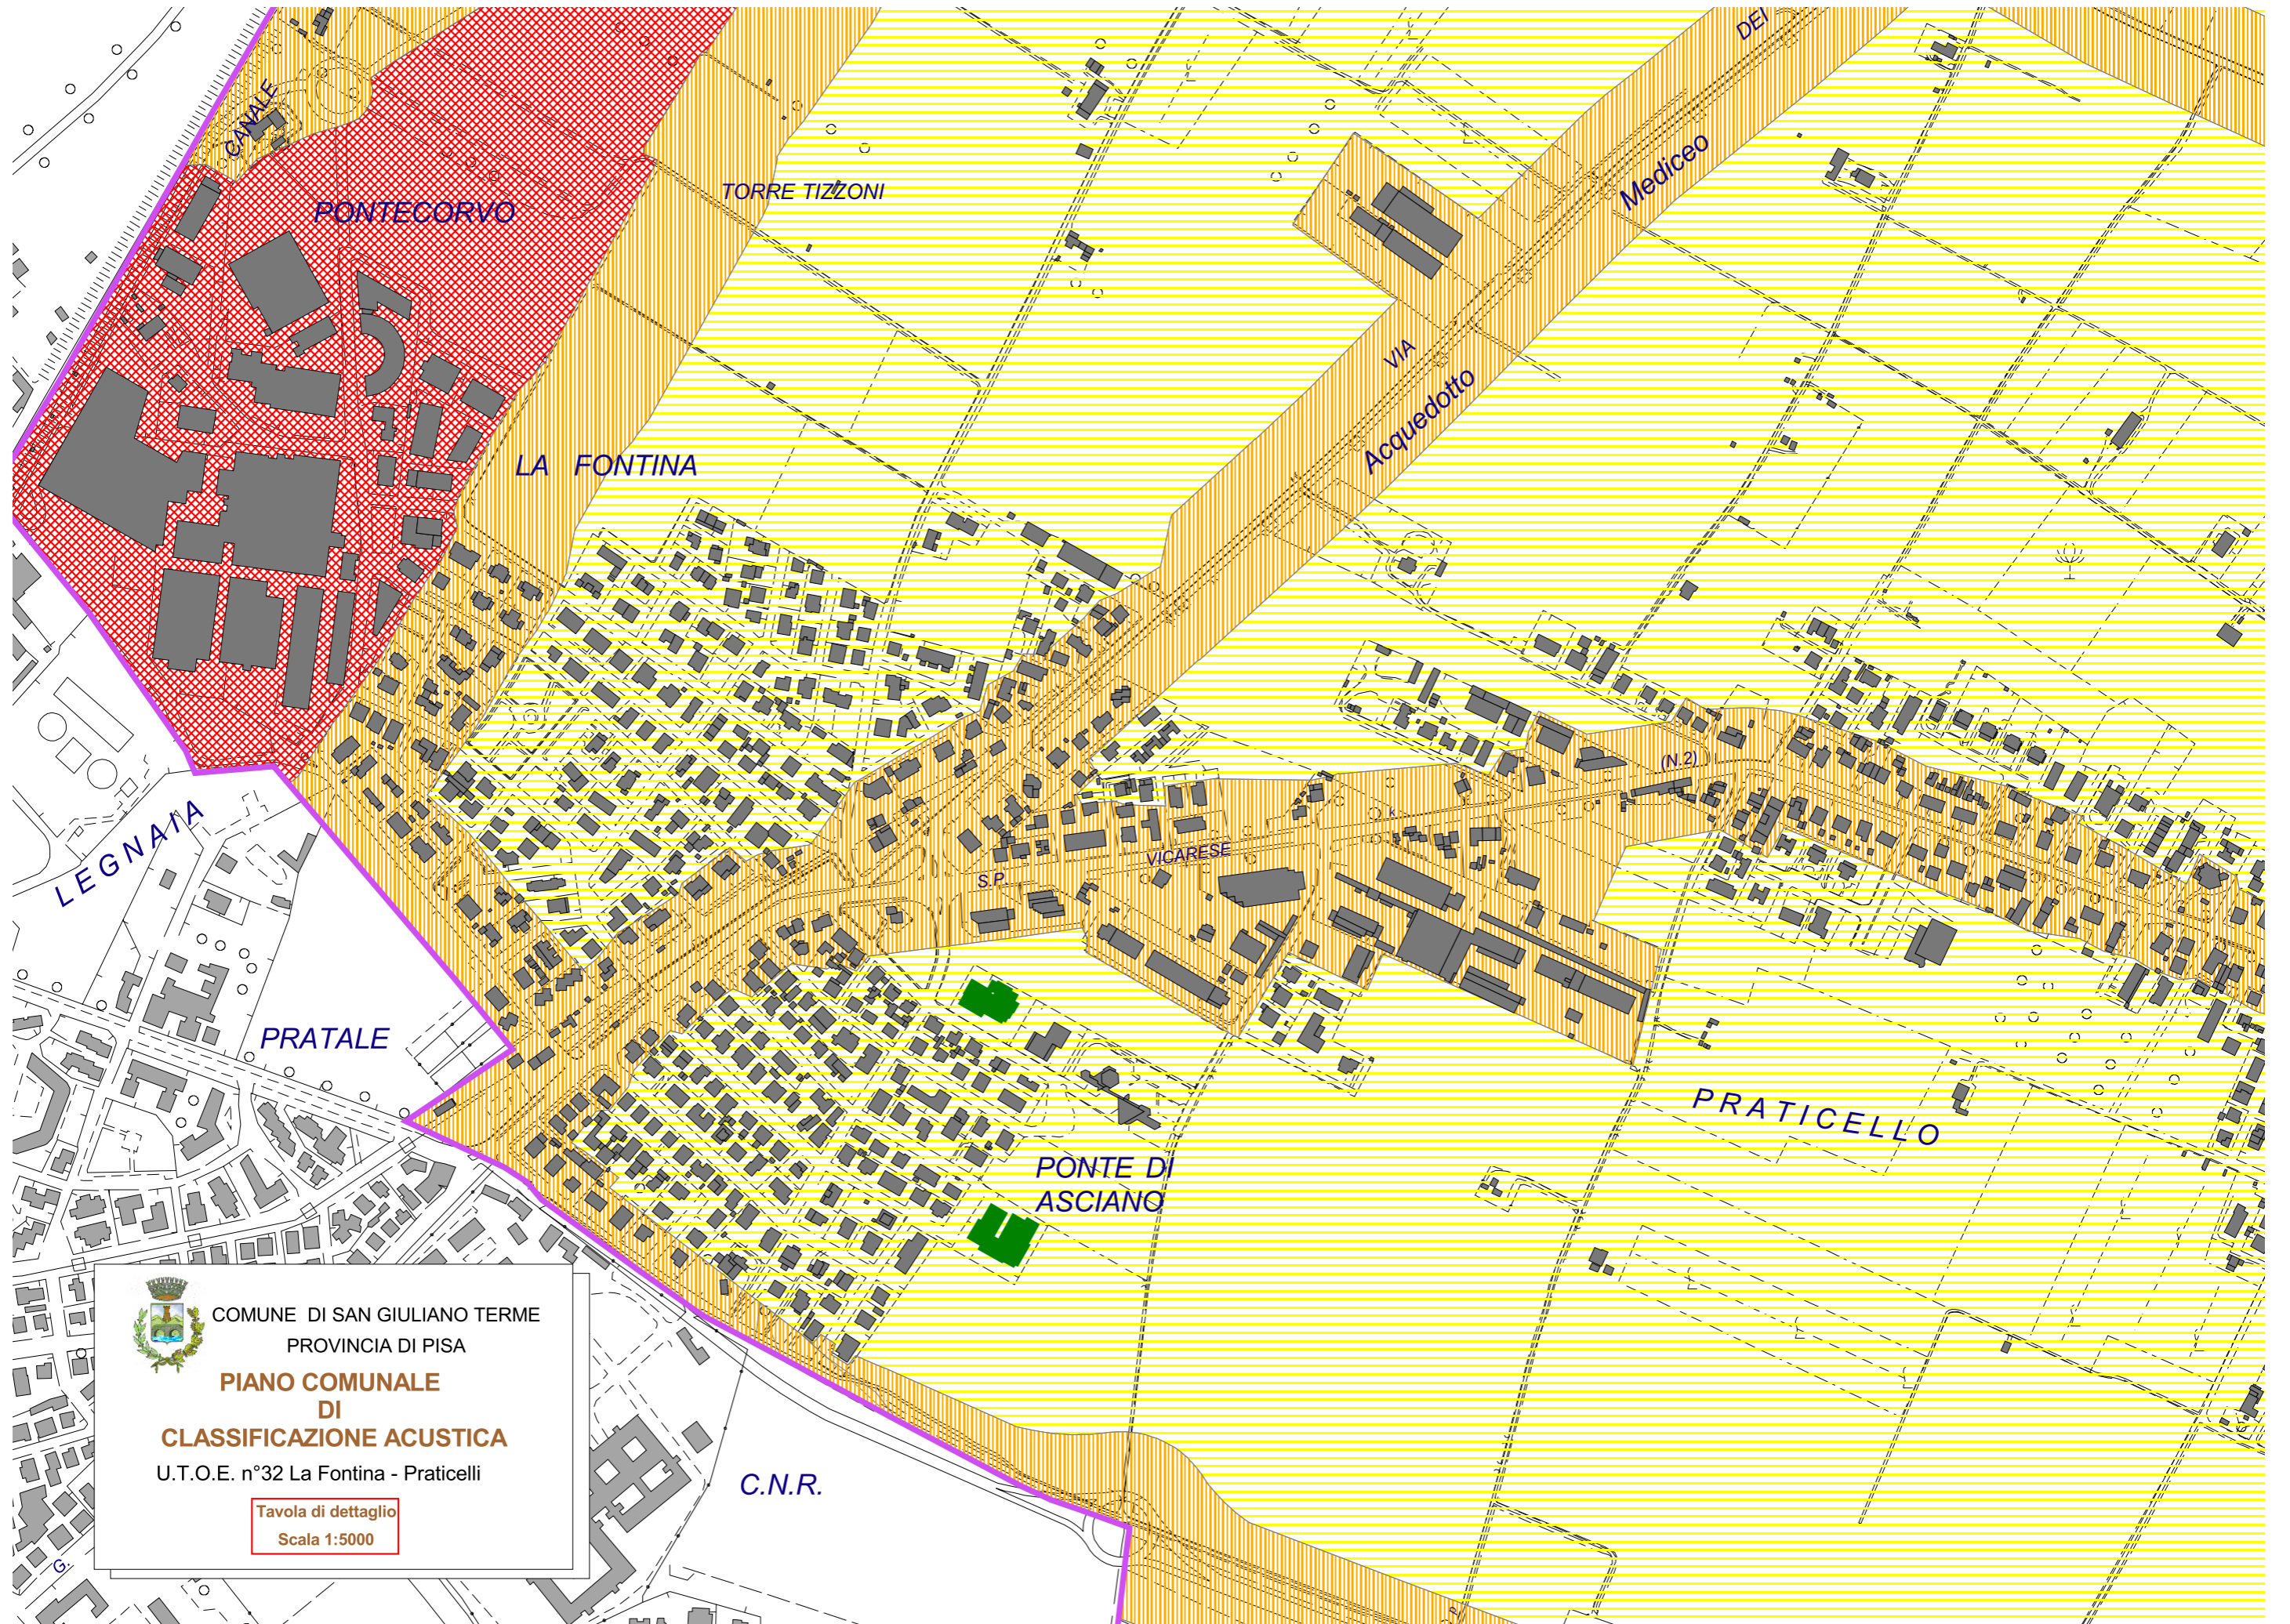 DEI
CANALE
Mediceo
TORRE TIZZONI
PONTECORVO
VIA
Acquedotto
LA FONTINA
(N.2)
k
VICARESE
S.P.
LEGNAIA
PRATALE
PRATICELLO
PONTE DI
ASCIANO
C.N.R.
G.
COMUNE DI SAN GIULIANO TERME
PROVINCIA DI PISA
PIANO COMUNALE
DI
CLASSIFICAZIONE ACUSTICA
U.T.O.E. n°32 La Fontina - Praticelli
Tavola di dettaglio
Scala 1:5000